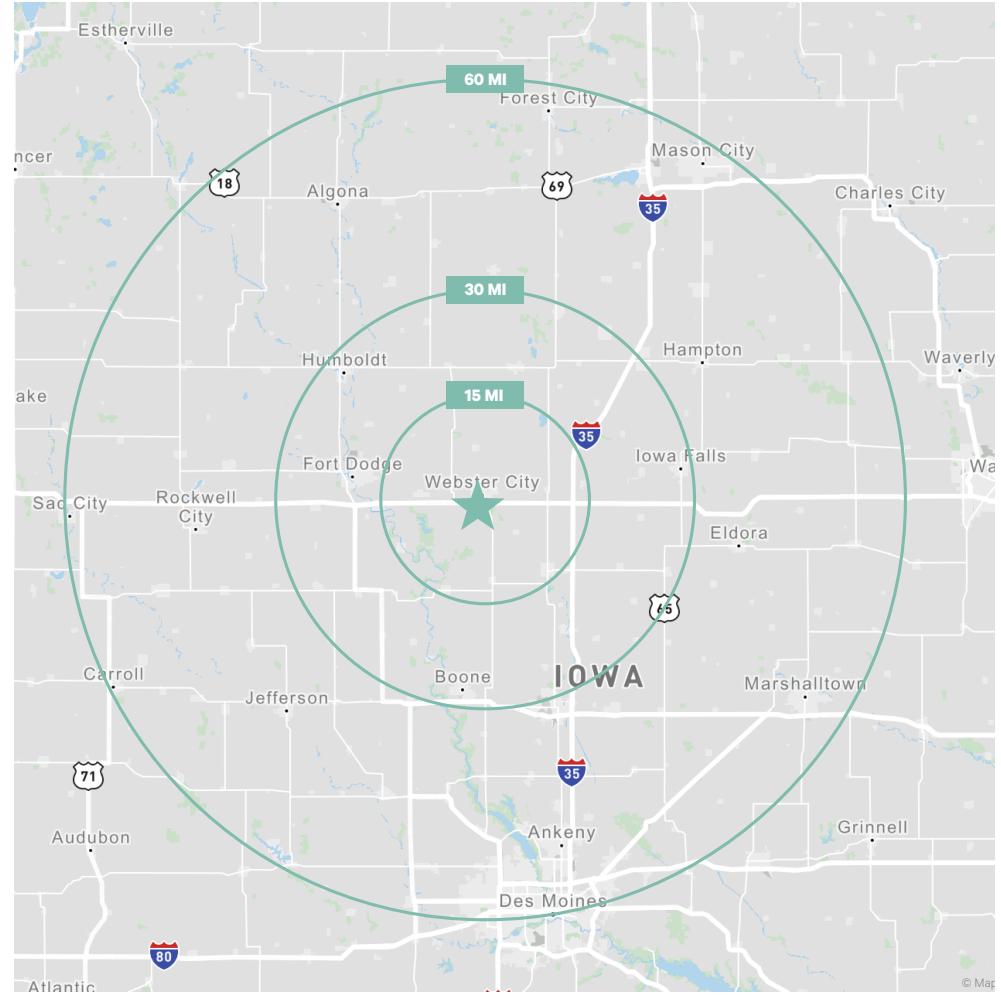 Estherville
60 MI
Forest City
Mason City
ncer
18
69
Algona
Charles City
35
30 MI
Humboldt
Hampton
Waverly
ake
15 MI
35
Fort Dodge
Iowa Falls
Webster City
Wa
Sac City
Rockwell
City
Eldora
65
Carroll
Boone
IOWA
Marshalltown
Jefferson
71
35
Audubon
Ankeny
Grinnell
Des Moines
80
Atlantic
© Map